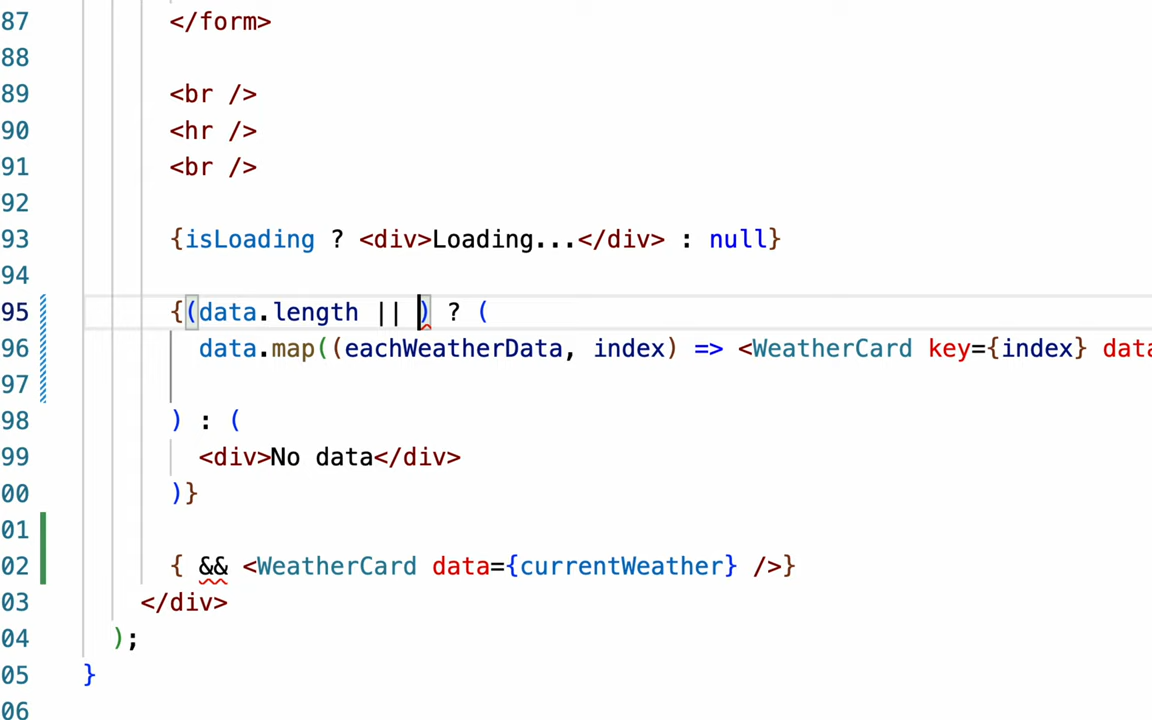 87 </form>
88
89 <br />
90 <hr />
91 <br />
92
93 {isLoading ? <div>Loading...</div> : null}
94
95 {(data.length || ) ? (
96 data.map((eachWeatherData, index) => <WeatherCard key={index} data
97
98 ) : (
99 <div>No data</div>
00 )}
01
02 { && <WeatherCard data={currentWeather} />}
03 </div>
04 );
05 }
06